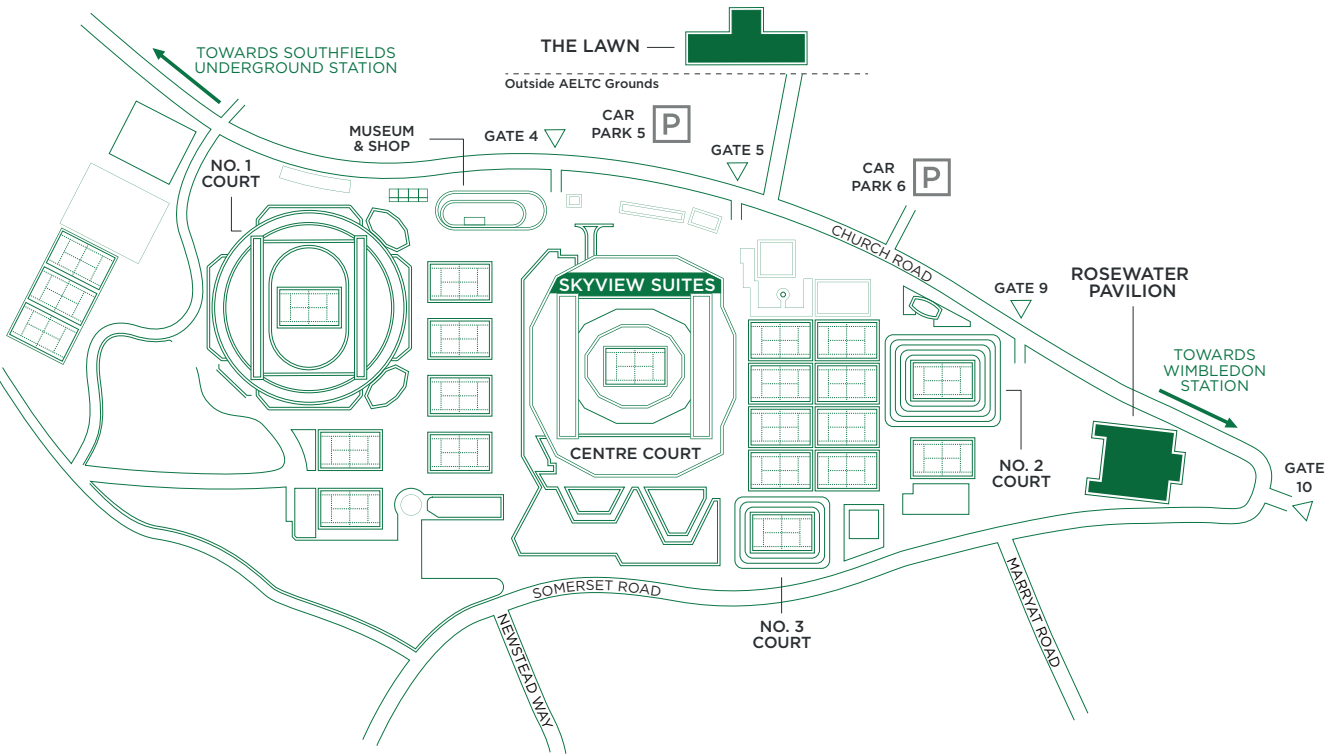 THE LAWN
Outside AELTC Grounds
TOWARDS SOUTHFIELDS
UNDERGROUND STATION
CAR
PARK 5
P
MUSEUM
& SHOP
GATE 4
GATE 5
NO. 1
COURT
CAR
PARK 6
P
CHURCH ROAD
SKYVIEW SUITES
ROSEWATER
PAVILION
GATE 9
TOWARDS
WIMBLEDON
STATION
CENTRE COURT
NO. 2
COURT
GATE
10
SOMERSET ROAD
NO. 3
COURT
MARRYAT ROAD
NEWSTEAD WAY